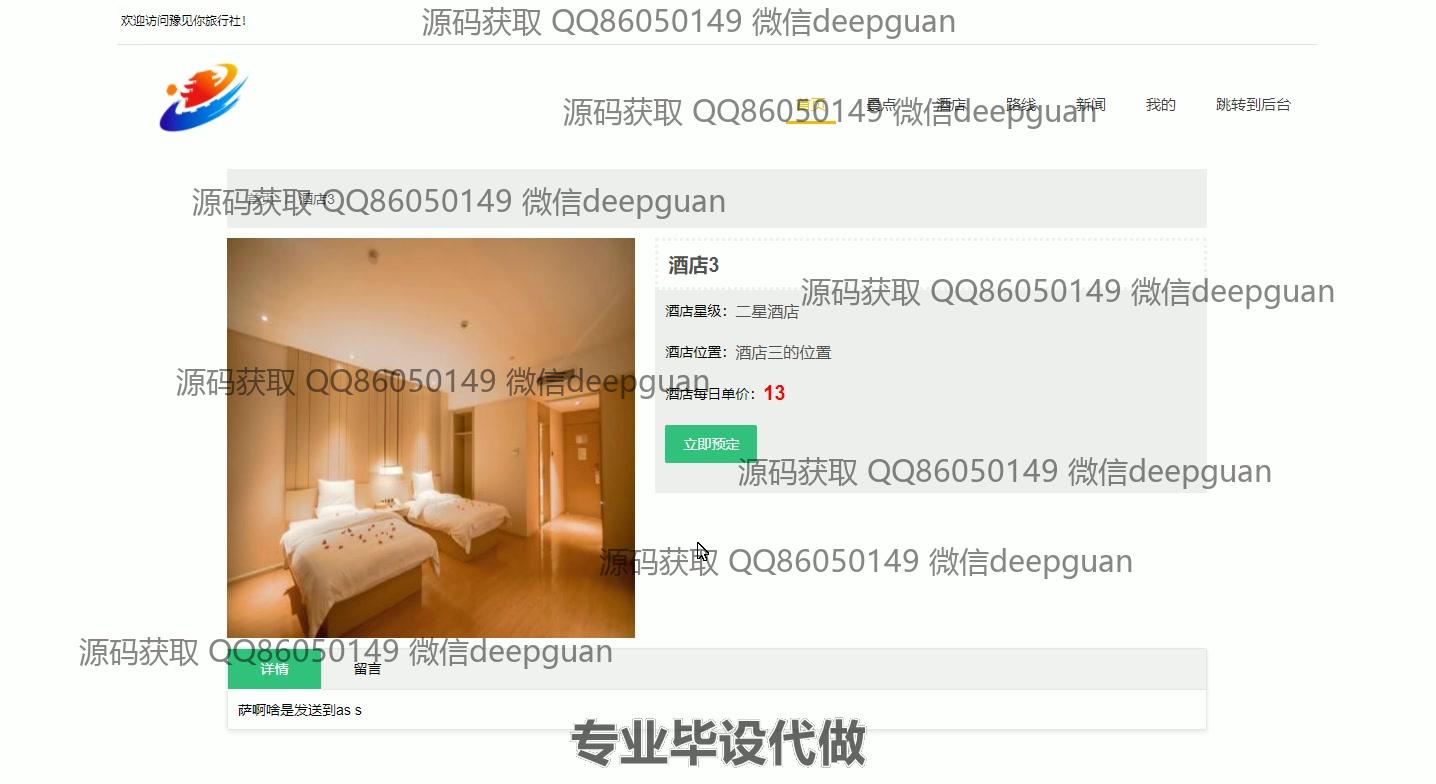 欢迎访问豫见你旅行社！
源码获取 QQ86050149 微信deepguan
首页 景点 酒店 路线 新闻 我的 跳转到后台
源码获取 QQ86050149 微信deepguan
首页 / 酒店3
源码获取 QQ86050149 微信deepguan
酒店3
源码获取 QQ86050149 微信deepguan
酒店星级：二星酒店
酒店位置：酒店三的位置
源码获取 QQ86050149 微信deepguan
酒店每日单价：13
立即预定
源码获取 QQ86050149 微信deepguan
源码获取 QQ86050149 微信deepguan
源码获取 QQ86050149 微信deepguan
详情 留言
萨啊啥是发送到as s
专业毕设代做